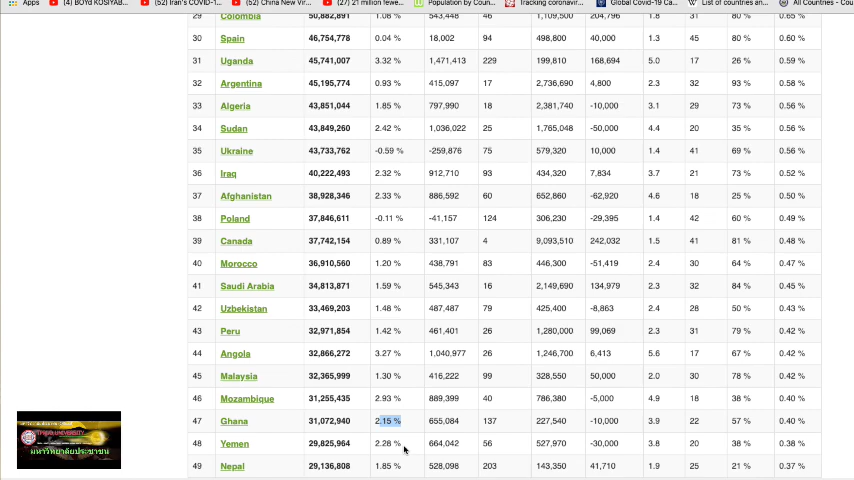 Apps (4) BOYd KOSIYAB... (52) Iran's COVID-1... (52) China New Vir... (27) 21 million fewe... Population by Coun... Tracking coronavir... Global Covid-19 Ca... List of countries an... All Countries - Cou
29 Colombia 50,882,891 1.08 % 543,448 46 1,109,500 204,796 1.8 31 80 % 0.65 %
30 Spain 46,754,778 0.04 % 18,002 94 498,800 40,000 1.3 45 80 % 0.60 %
31 Uganda 45,741,007 3.32 % 1,471,413 229 199,810 168,694 5.0 17 26 % 0.59 %
32 Argentina 45,195,774 0.93 % 415,097 17 2,736,690 4,800 2.3 32 93 % 0.58 %
33 Algeria 43,851,044 1.85 % 797,990 18 2,381,740 -10,000 3.1 29 73 % 0.56 %
34 Sudan 43,849,260 2.42 % 1,036,022 25 1,765,048 -50,000 4.4 20 35 % 0.56 %
35 Ukraine 43,733,762 -0.59 % -259,876 75 579,320 10,000 1.4 41 69 % 0.56 %
36 Iraq 40,222,493 2.32 % 912,710 93 434,320 7,834 3.7 21 73 % 0.52 %
37 Afghanistan 38,928,346 2.33 % 886,592 60 652,860 -62,920 4.6 18 25 % 0.50 %
38 Poland 37,846,611 -0.11 % -41,157 124 306,230 -29,395 1.4 42 60 % 0.49 %
39 Canada 37,742,154 0.89 % 331,107 4 9,093,510 242,032 1.5 41 81 % 0.48 %
40 Morocco 36,910,560 1.20 % 438,791 83 446,300 -51,419 2.4 30 64 % 0.47 %
41 Saudi Arabia 34,813,871 1.59 % 545,343 16 2,149,690 134,979 2.3 32 84 % 0.45 %
42 Uzbekistan 33,469,203 1.48 % 487,487 79 425,400 -8,863 2.4 28 50 % 0.43 %
43 Peru 32,971,854 1.42 % 461,401 26 1,280,000 99,069 2.3 31 79 % 0.42 %
44 Angola 32,866,272 3.27 % 1,040,977 26 1,246,700 6,413 5.6 17 67 % 0.42 %
45 Malaysia 32,365,999 1.30 % 416,222 99 328,550 50,000 2.0 30 78 % 0.42 %
46 Mozambique 31,255,435 2.93 % 889,399 40 786,380 -5,000 4.9 18 38 % 0.40 %
47 Ghana 31,072,940 2.15 % 655,084 137 227,540 -10,000 3.9 22 57 % 0.40 %
48 Yemen 29,825,964 2.28 % 664,042 56 527,970 -30,000 3.8 20 38 % 0.38 %
49 Nepal 29,136,808 1.85 % 528,098 203 143,350 41,710 1.9 25 21 % 0.37 %
มหาวิทยาลัยประชาชน